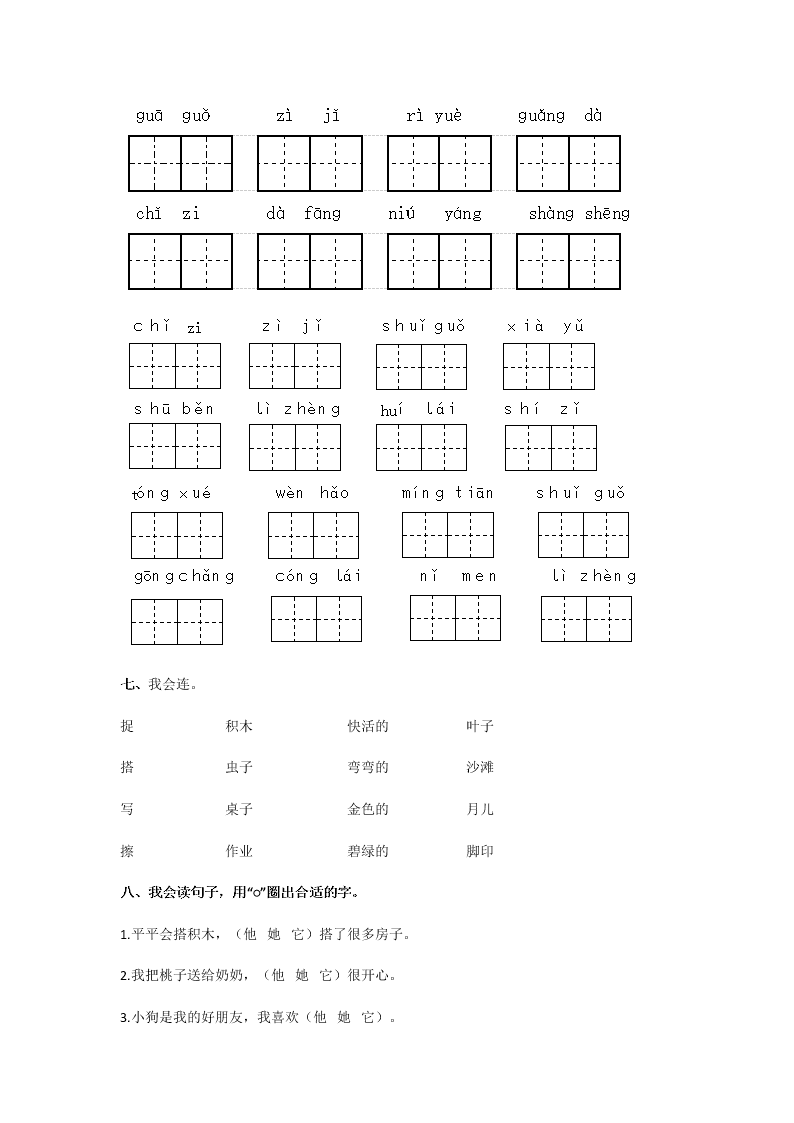 guā guǒ zì jǐ rì yuè guǎng dà
chǐ zi dà fāng niú yáng shàng shēng
chǐ zi zì jǐ shuǐ guǒ xià yǔ
shū běn lì zhèng huí lái shí zǐ
tóng xué wèn hǎo míng tiān shuǐ guǒ
gōng chǎng cóng lái nǐ men lì zhèng
七、我会连。
捉 积木 快活的 叶子
搭 虫子 弯弯的 沙滩
写 桌子 金色的 月儿
擦 作业 碧绿的 脚印
八、我会读句子，用“○”圈出合适的字。
1.平平会搭积木，（他 她 它）搭了很多房子。
2.我把桃子送给奶奶，（他 她 它）很开心。
3.小狗是我的好朋友，我喜欢（他 她 它）。